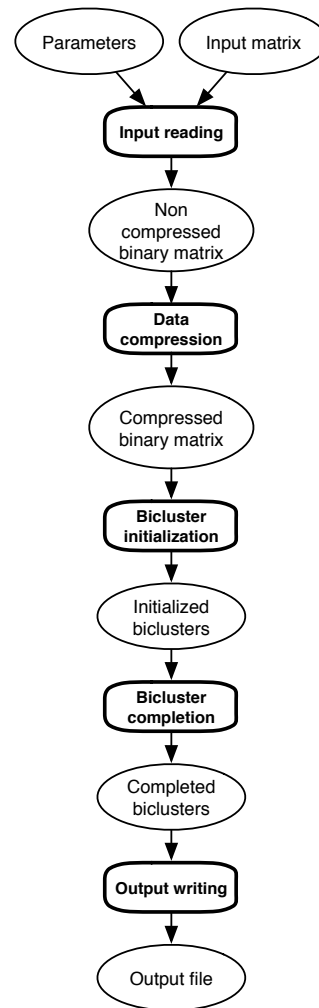 Parameters
Input matrix
Input reading
Non
compressed
binary matrix
Data
compression
Compressed
binary matrix
Bicluster
initialization
Initialized
biclusters
Bicluster
completion
Completed
biclusters
Output writing
Output file